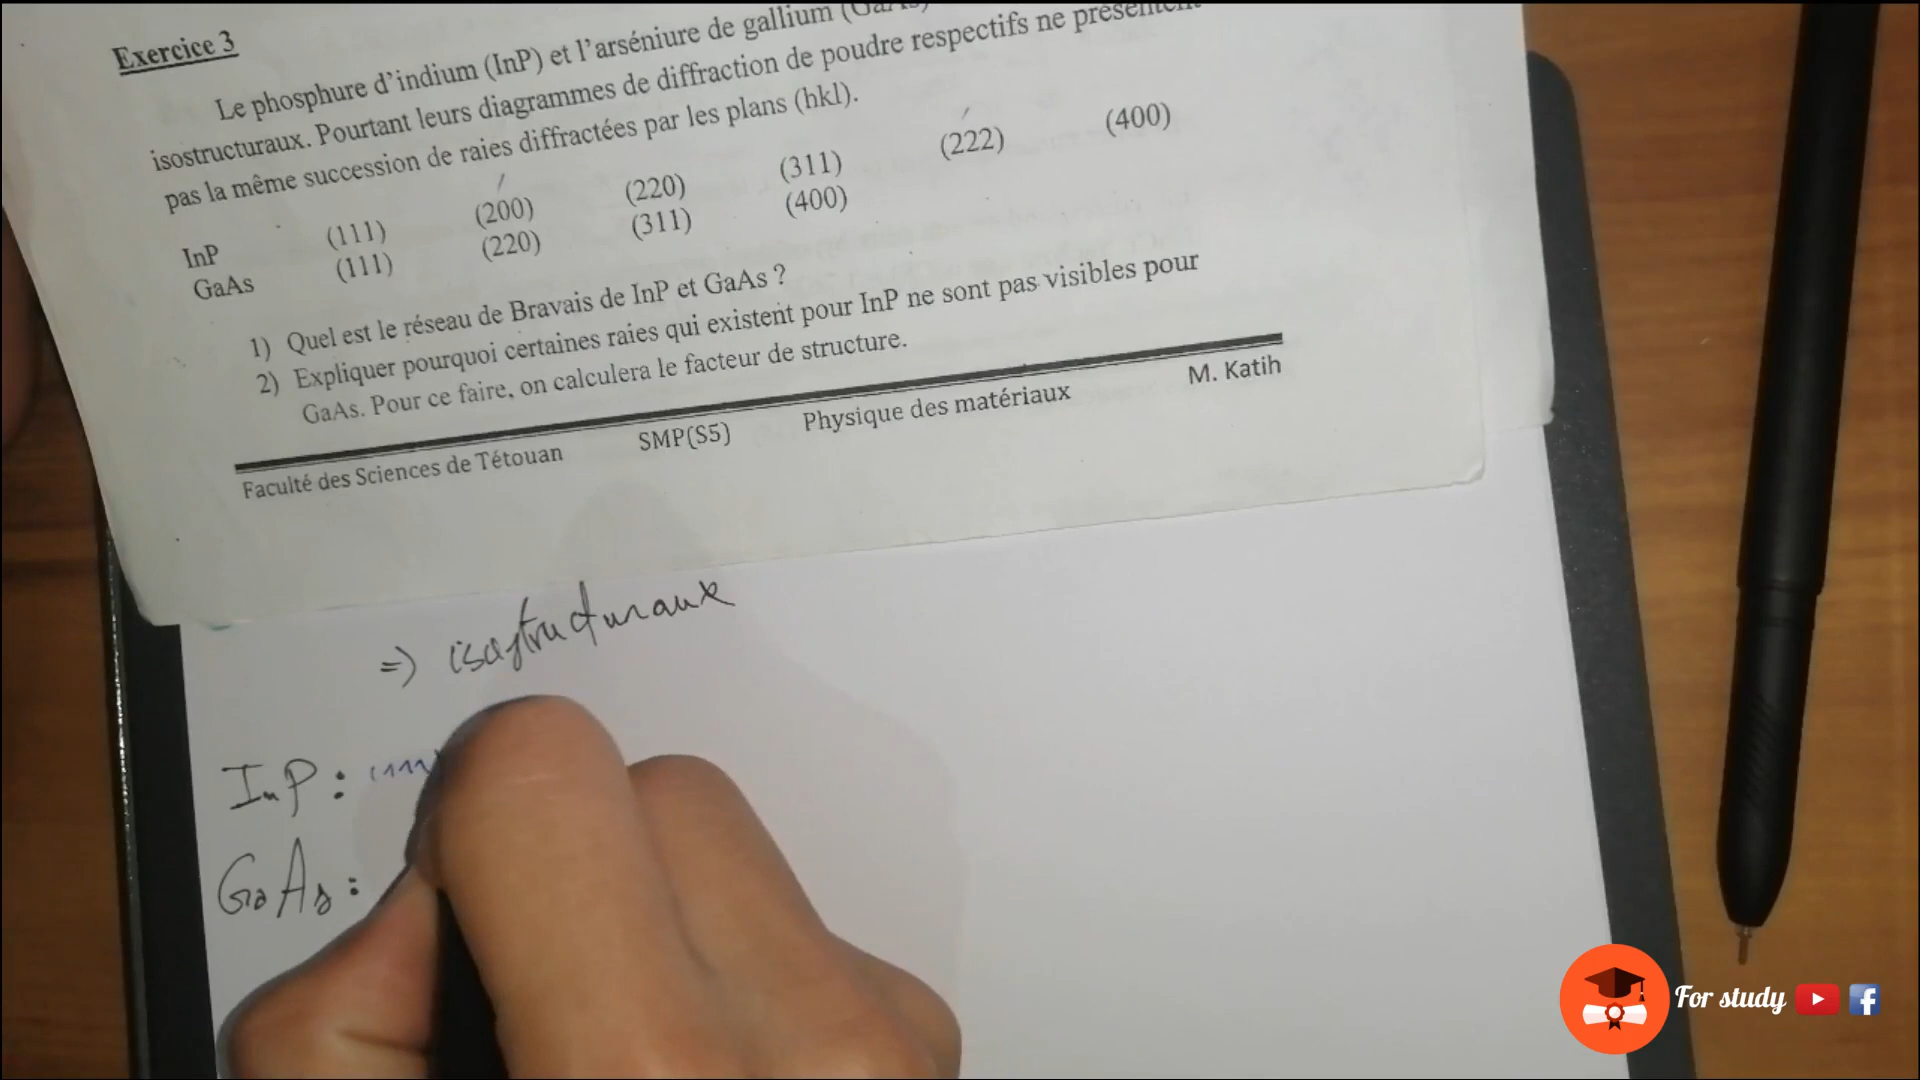 Exercice 3
Le phosphure d'indium (InP) et l'arséniure de gallium (GaAs)
isostructuraux. Pourtant leurs diagrammes de diffraction de poudre respectifs ne présentent
pas la même succession de raies diffractées par les plans (hkl).
InP (111) (200) (220) (311) (222) (400)
GaAs (111) (220) (311) (400)
1) Quel est le réseau de Bravais de InP et GaAs ?
2) Expliquer pourquoi certaines raies qui existent pour InP ne sont pas visibles pour
GaAs. Pour ce faire, on calculera le facteur de structure.
Faculté des Sciences de Tétouan SMP(S5) Physique des matériaux M. Katih
=> isostructuraux
InP :
GaAs :
For study